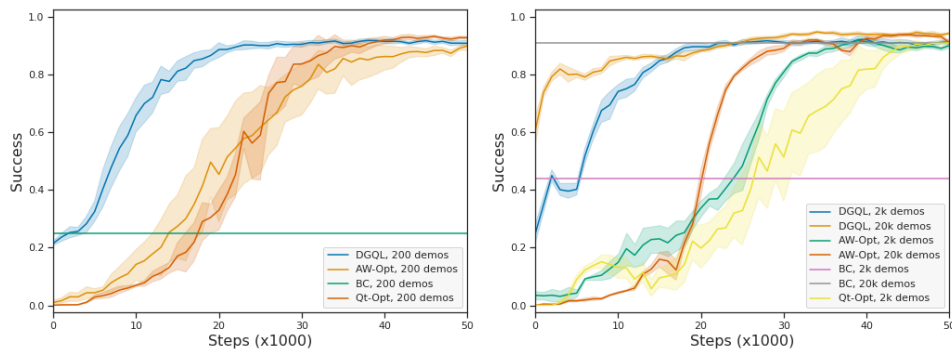 1.0
0.8
0.6
0.4
0.2
0.0
Success
DGQL, 200 demos
AW-Opt, 200 demos
BC, 200 demos
Qt-Opt, 200 demos
0 10 20 30 40 50
Steps (x1000)
1.0
0.8
0.6
0.4
0.2
0.0
Success
DGQL, 2k demos
DGQL, 20k demos
AW-Opt, 2k demos
AW-Opt, 20k demos
BC, 2k demos
BC, 20k demos
Qt-Opt, 2k demos
0 10 20 30 40 50
Steps (x1000)